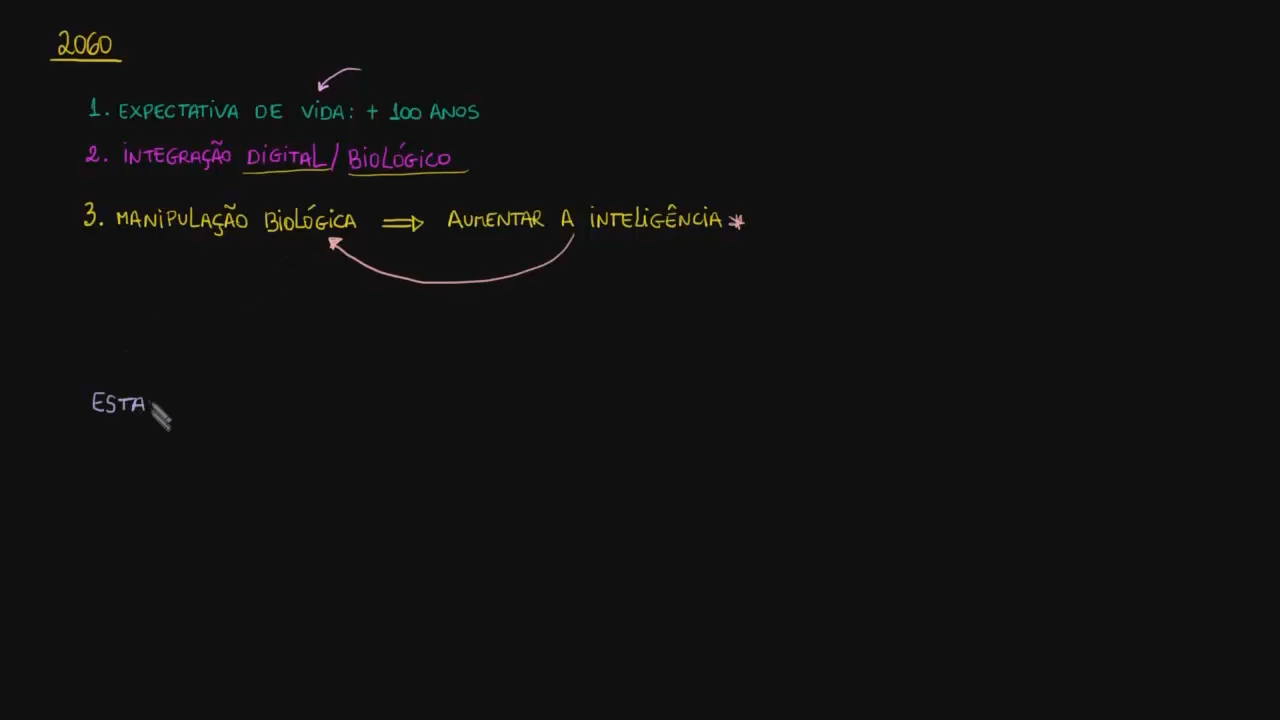 2060
1. EXPECTATIVA DE VIDA: + 100 ANOS
2. INTEGRAÇÃO DIGITAL/BIOLÓGICO
3. MANIPULAÇÃO BIOLÓGICA ⇒ AUMENTAR A INTELIGÊNCIA *
ESTA